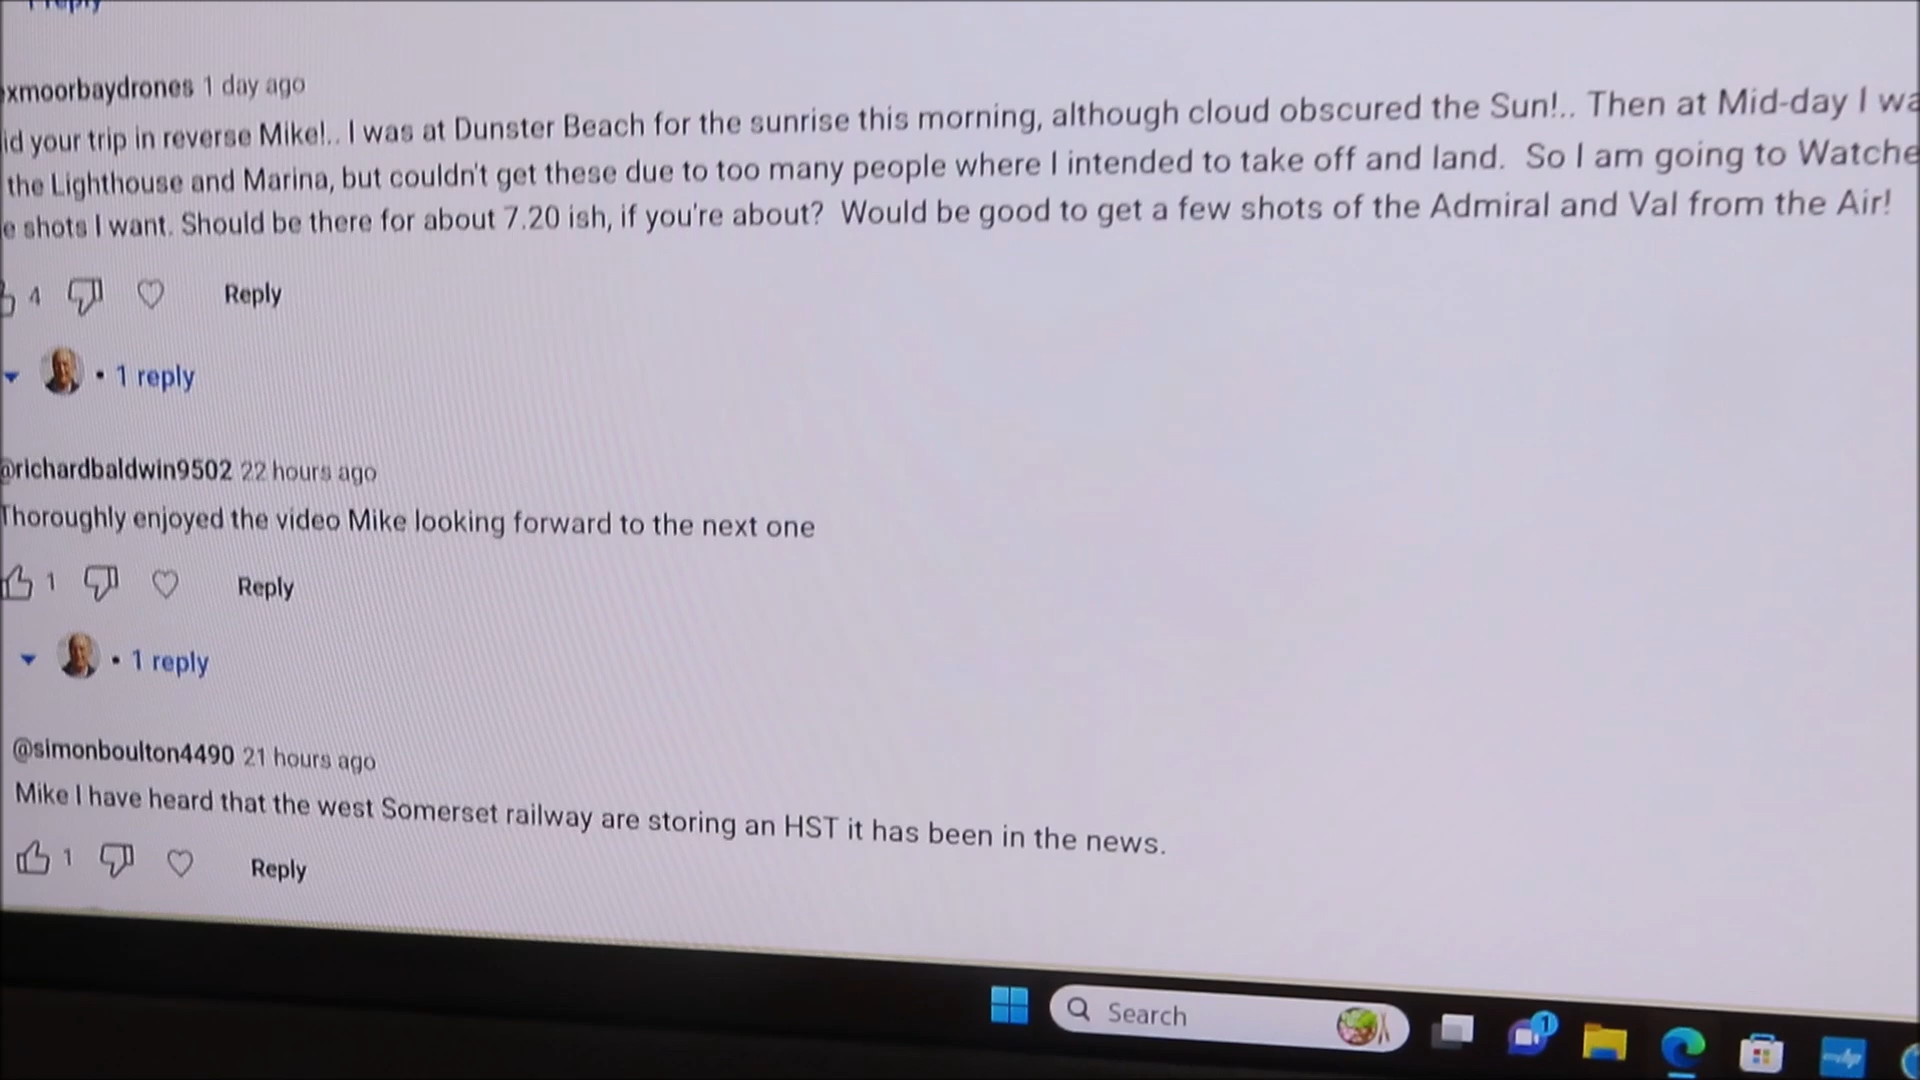 1 reply
xmoorbaydrones 1 day ago
id your trip in reverse Mike!.. I was at Dunster Beach for the sunrise this morning, although cloud obscured the Sun!.. Then at Mid-day I wa
the Lighthouse and Marina, but couldn't get these due to too many people where I intended to take off and land. So I am going to Watche
e shots I want. Should be there for about 7.20 ish, if you're about? Would be good to get a few shots of the Admiral and Val from the Air!
4 Reply
• 1 reply
@richardbaldwin9502 22 hours ago
Thoroughly enjoyed the video Mike looking forward to the next one
1 Reply
• 1 reply
@simonboulton4490 21 hours ago
Mike I have heard that the west Somerset railway are storing an HST it has been in the news.
1 Reply
Search
1